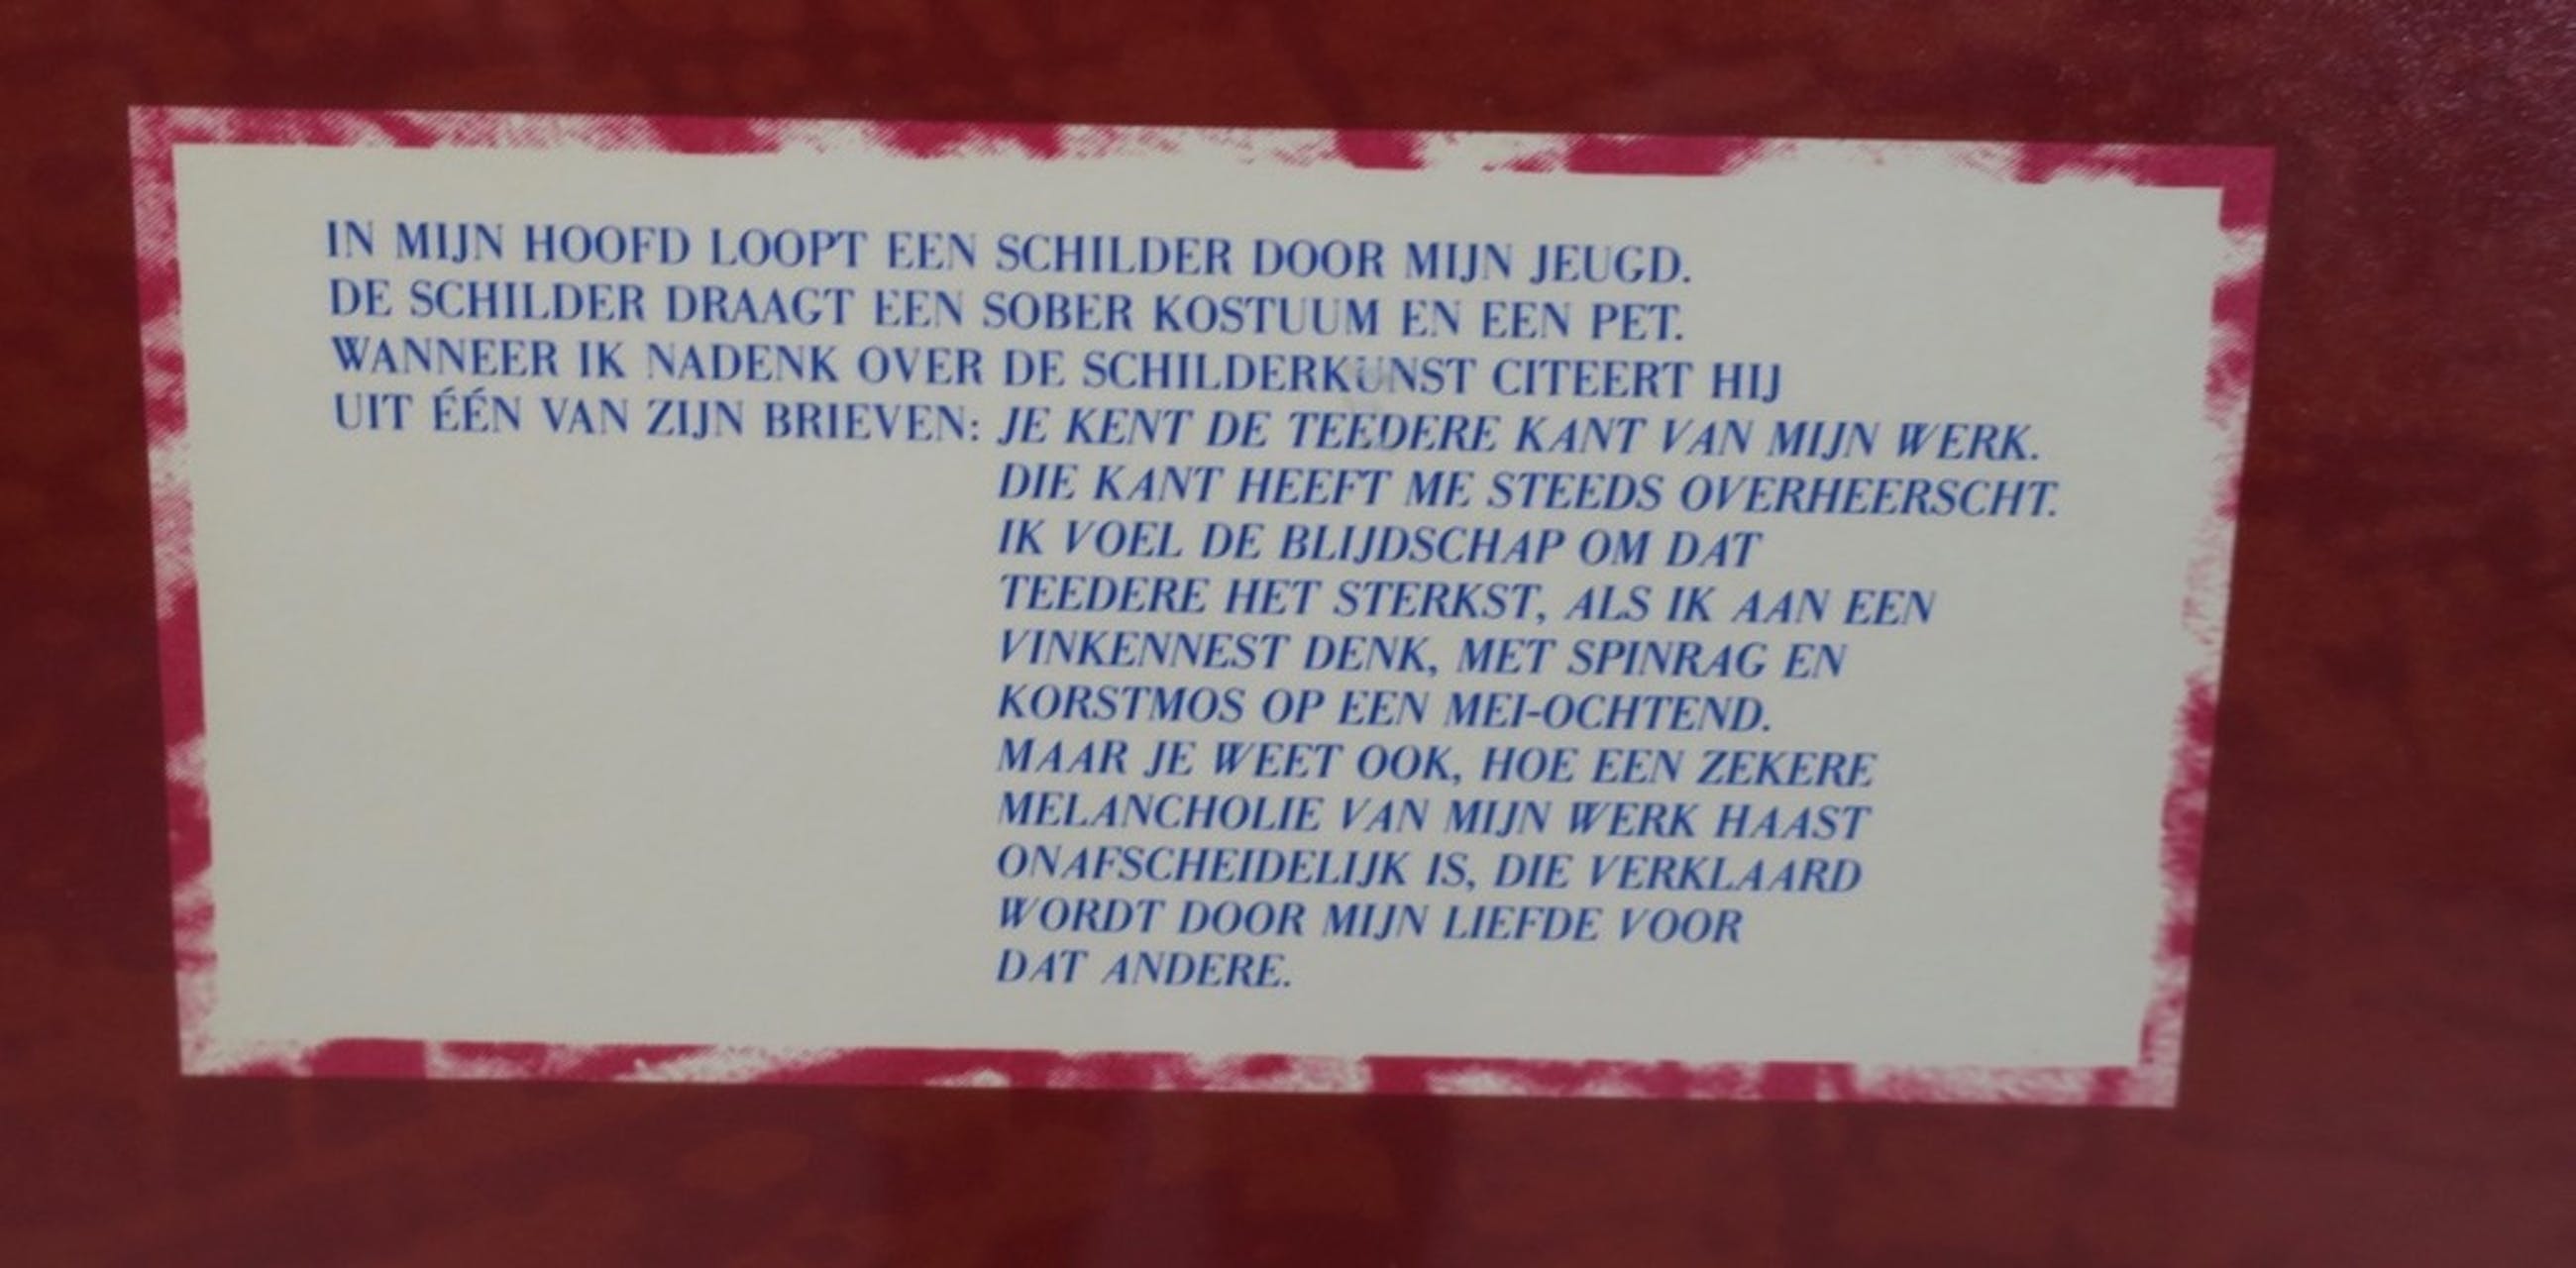 IN MIJN HOOFD LOOPT EEN SCHILDER DOOR MIJN JEUGD.
DE SCHILDER DRAAGT EEN SOBER KOSTUUM EN EEN PET.
WANNEER IK NADENK OVER DE SCHILDERKUNST CITEERT HIJ
UIT ÉÉN VAN ZIJN BRIEVEN: JE KENT DE TEEDERE KANT VAN MIJN WERK.
DIE KANT HEEFT ME STEEDS OVERHEERSCHT.
IK VOEL DE BLIJDSCHAP OM DAT
TEEDERE HET STERKST, ALS IK AAN EEN
VINKENNEST DENK, MET SPINRAG EN
KORSTMOS OP EEN MEI-OCHTEND.
MAAR JE WEET OOK, HOE EEN ZEKERE
MELANCHOLIE VAN MIJN WERK HAAST
ONAFSCHEIDELIJK IS, DIE VERKLAARD
WORDT DOOR MIJN LIEFDE VOOR
DAT ANDERE.